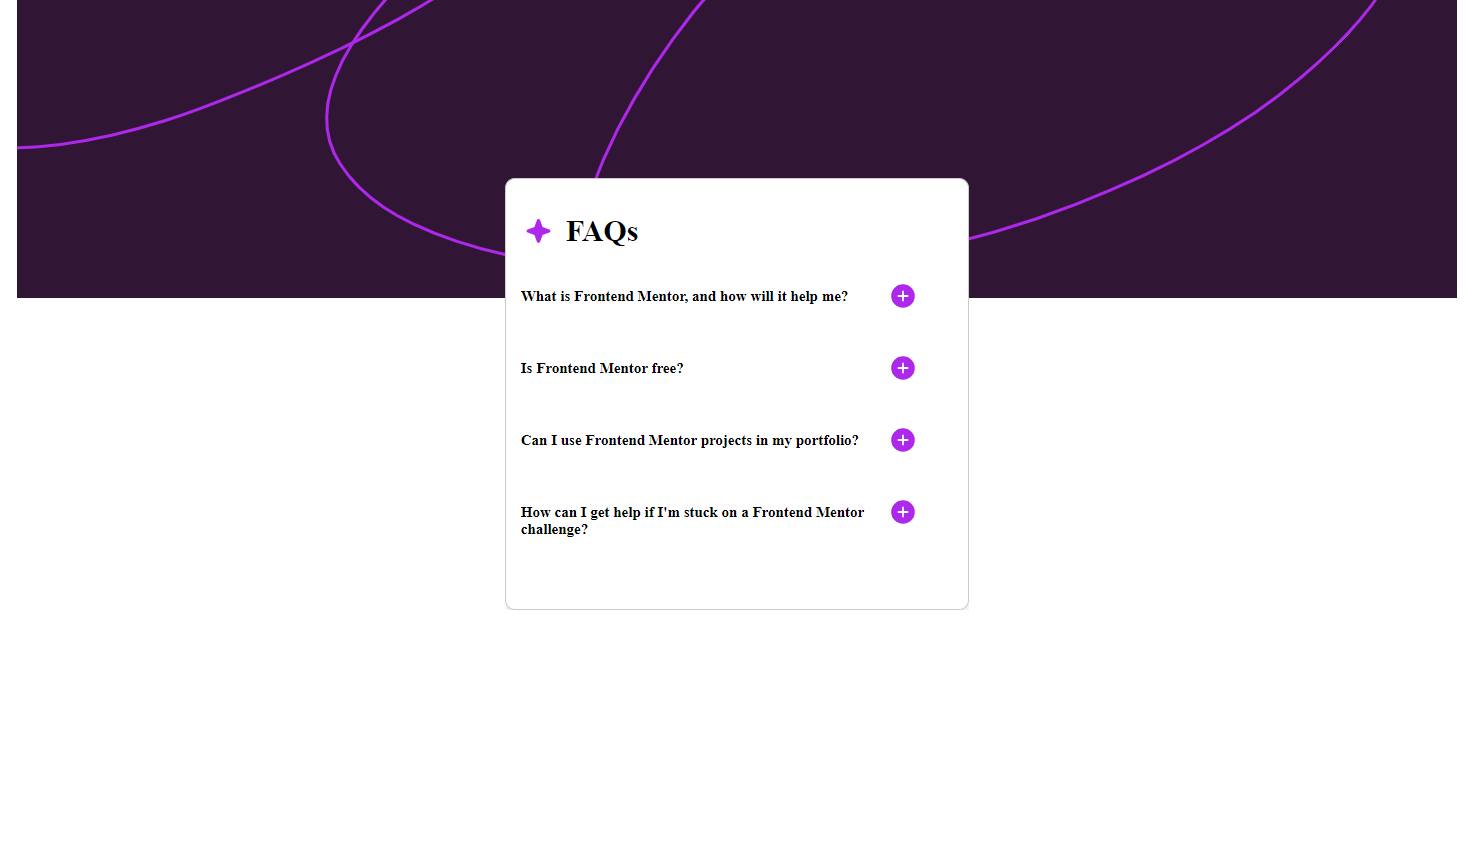 FAQs
What is Frontend Mentor, and how will it help me?
Is Frontend Mentor free?
Can I use Frontend Mentor projects in my portfolio?
How can I get help if I'm stuck on a Frontend Mentor
challenge?